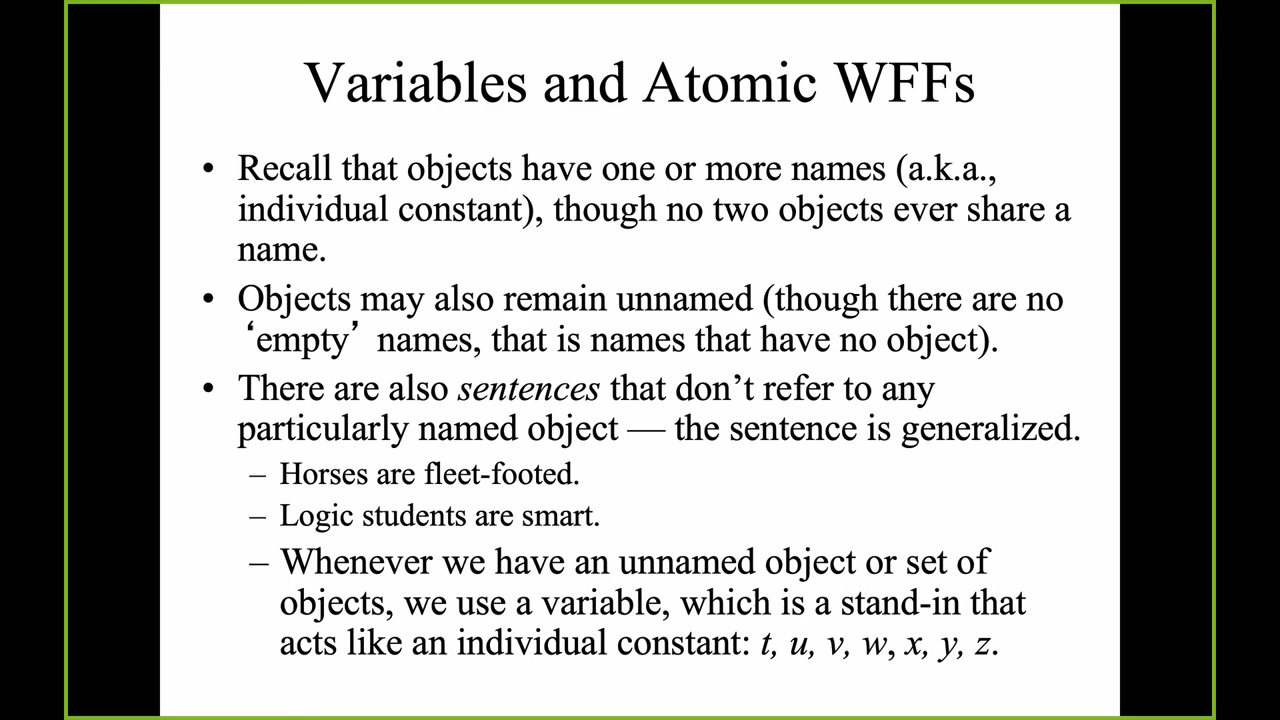 Variables and Atomic WFFs
• Recall that objects have one or more names (a.k.a.,
individual constant), though no two objects ever share a
name.
• Objects may also remain unnamed (though there are no
‘empty’ names, that is names that have no object).
• There are also sentences that don’t refer to any
particularly named object — the sentence is generalized.
– Horses are fleet-footed.
– Logic students are smart.
– Whenever we have an unnamed object or set of
objects, we use a variable, which is a stand-in that
acts like an individual constant: t, u, v, w, x, y, z.